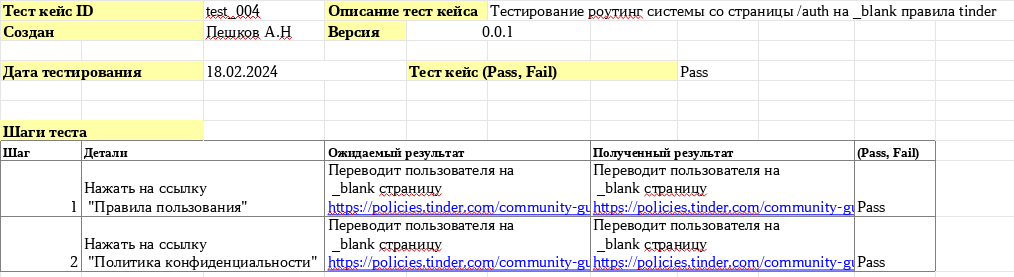 Тест кейс ID test_004 Описание тест кейса Тестирование роутинг системы со страницы /auth на _blank правила tinder
Создан Пешков А.Н Версия 0.0.1
Дата тестирования 18.02.2024 Тест кейс (Pass, Fail) Pass
Шаги теста
Шаг Детали Ожидаемый результат Полученный результат (Pass, Fail)
1
Нажать на ссылку
"Правила пользования"
Переводит пользователя на
_blank страницу
https://policies.tinder.com/community-gu
Переводит пользователя на
_blank страницу
https://policies.tinder.com/community-gu
Pass
2
Нажать на ссылку
"Политика конфиденциальности"
Переводит пользователя на
_blank страницу
https://policies.tinder.com/community-gu
Переводит пользователя на
_blank страницу
https://policies.tinder.com/community-gu
Pass